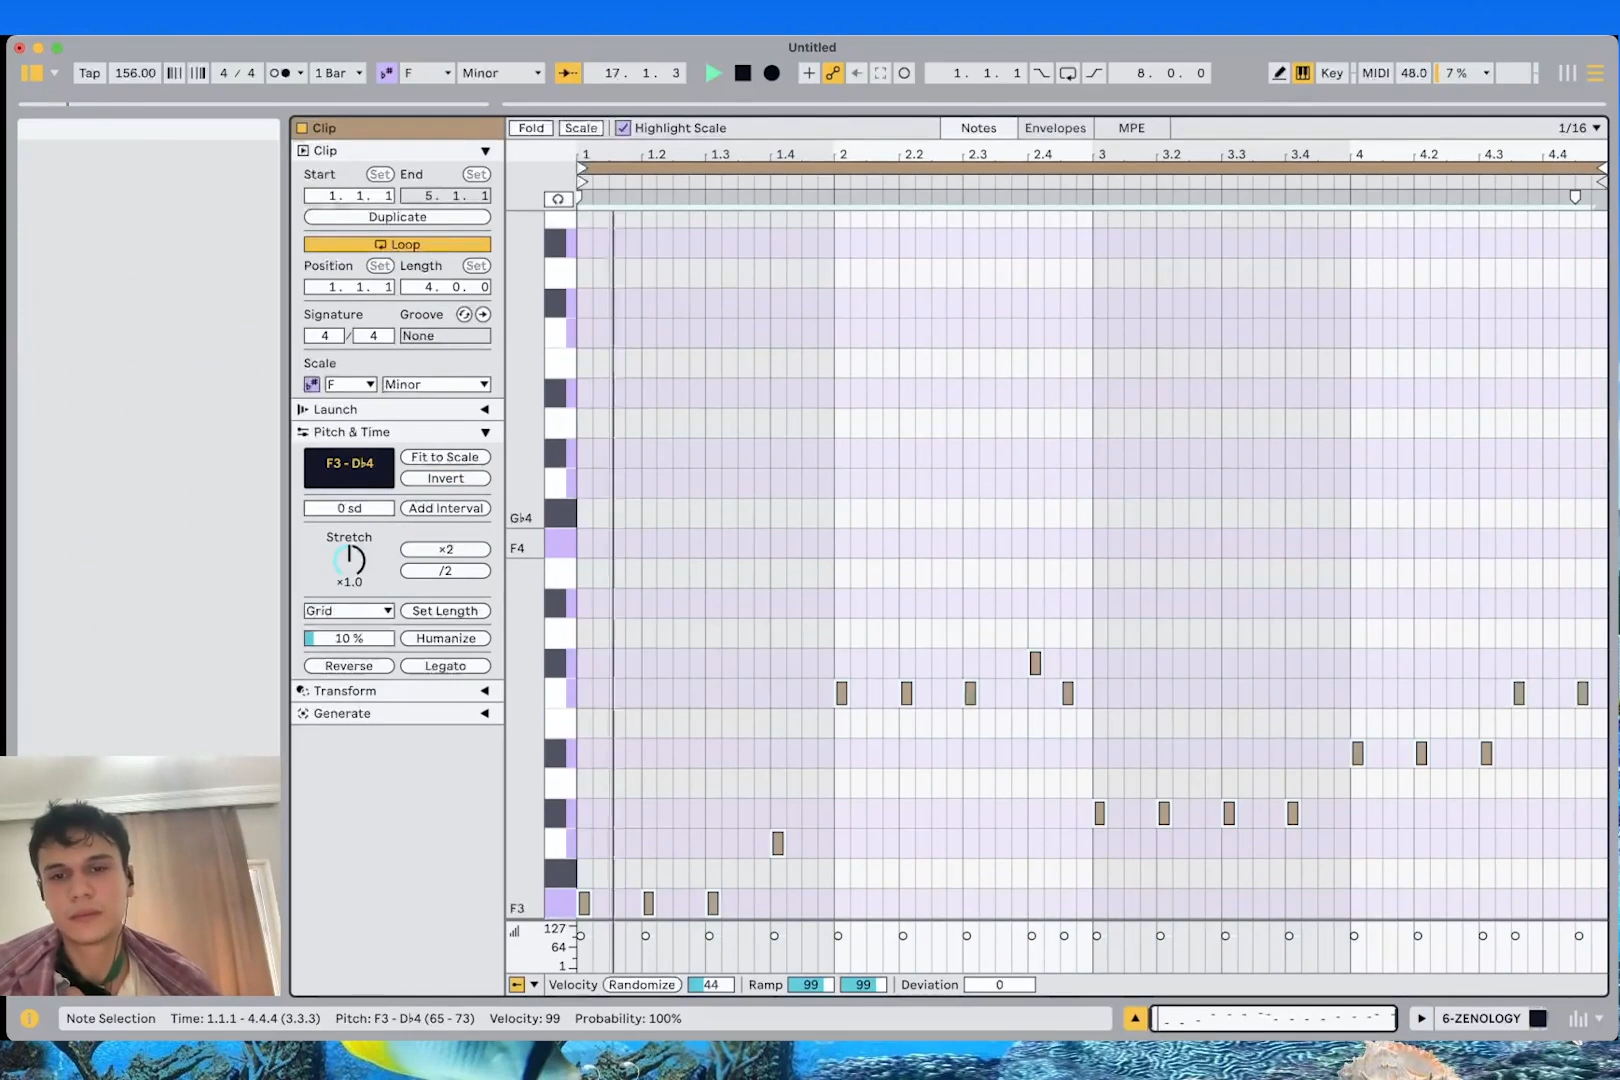 Untitled
Tap 156.00 4 / 4 1 Bar F Minor 17. 1. 3 1. 1. 1 8. 0. 0 Key MIDI 48.0 7 %
Clip Fold Scale Highlight Scale Notes Envelopes MPE 1/16
Clip
1 1.2 1.3 1.4 2 2.2 2.3 2.4 3 3.2 3.3 3.4 4 4.2 4.3 4.4
Start Set End Set
1. 1. 1 5. 1. 1
Duplicate
Loop
Position Set Length Set
1. 1. 1 4. 0. 0
Signature Groove
4 / 4 None
Scale
F Minor
Launch
Pitch & Time
F3 - D♭4 Fit to Scale
Invert
0 sd Add Interval
Stretch
×2
/2
×1.0
Grid Set Length
10 % Humanize
Reverse Legato
Transform
Generate
G♭4
F4
F3
127
64
1
Velocity Randomize 44 Ramp 99 99 Deviation 0
Note Selection Time: 1.1.1 - 4.4.4 (3.3.3) Pitch: F3 - D♭4 (65 - 73) Velocity: 99 Probability: 100% 6-ZENOLOGY